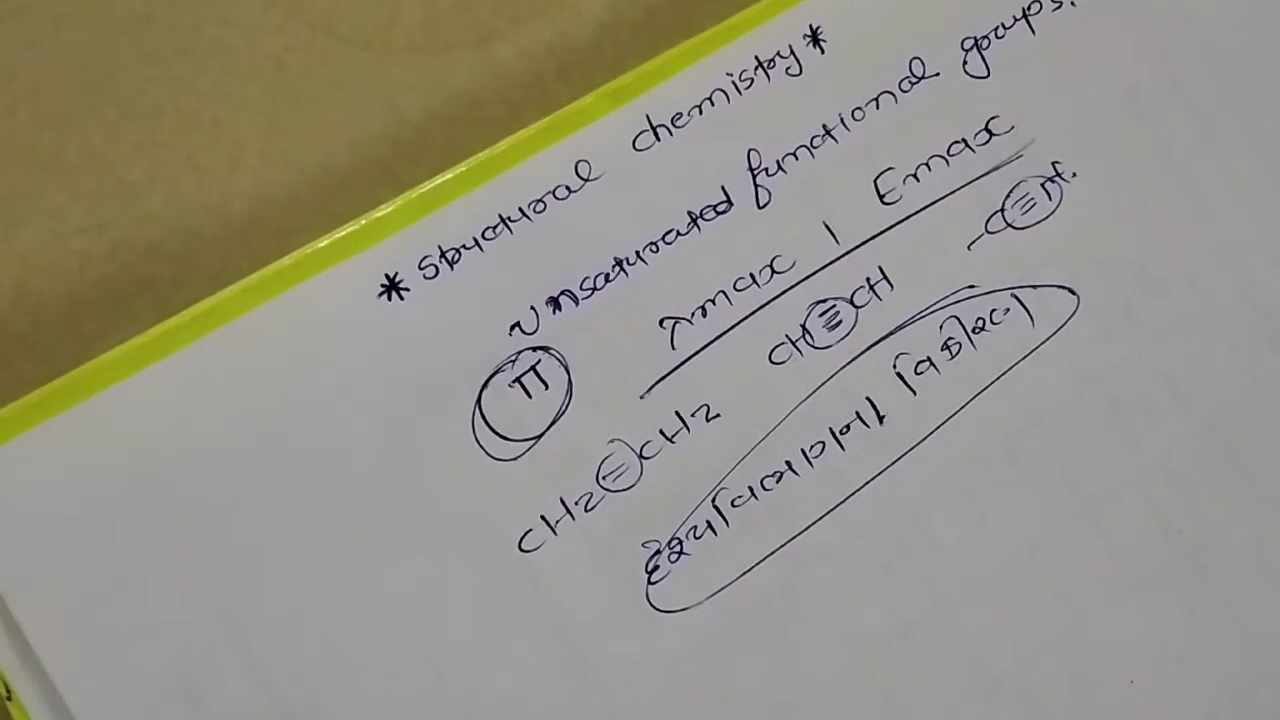 * Structural chemistry *
Unsaturated functional groups.
π λmax, Emax
CH2=CH2 CH≡CH -C≡N.